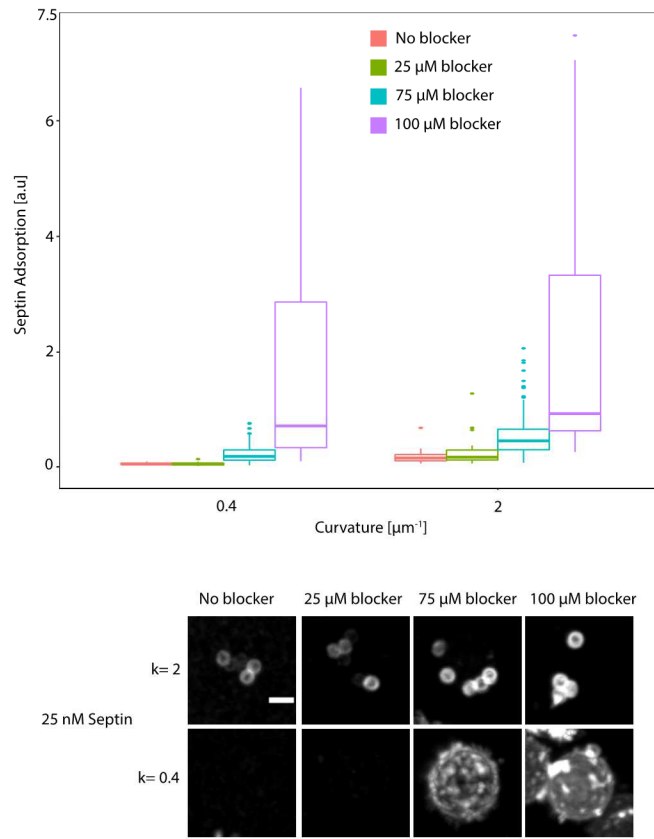 7.5
6
4
2
0
Septin Adsorption [a.u]
No blocker
25 µM blocker
75 µM blocker
100 µM blocker
0.4
2
Curvature [µm⁻¹]
No blocker
25 µM blocker
75 µM blocker
100 µM blocker
k= 2
25 nM Septin
k= 0.4